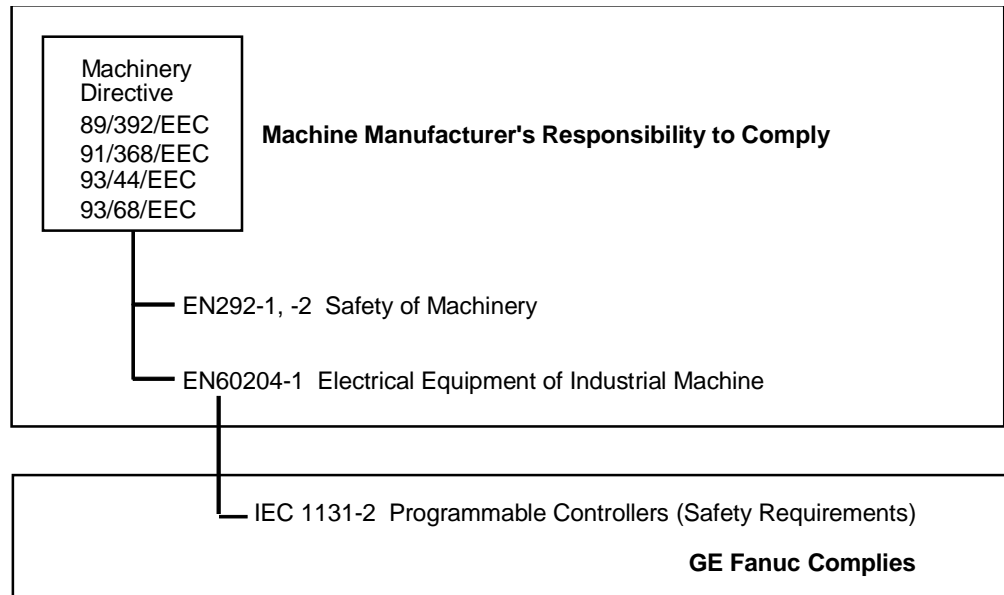 Machinery
Directive
89/392/EEC
91/368/EEC
93/44/EEC
93/68/EEC
Machine Manufacturer's Responsibility to Comply
EN292-1, -2 Safety of Machinery
EN60204-1 Electrical Equipment of Industrial Machine
IEC 1131-2 Programmable Controllers (Safety Requirements)
GE Fanuc Complies